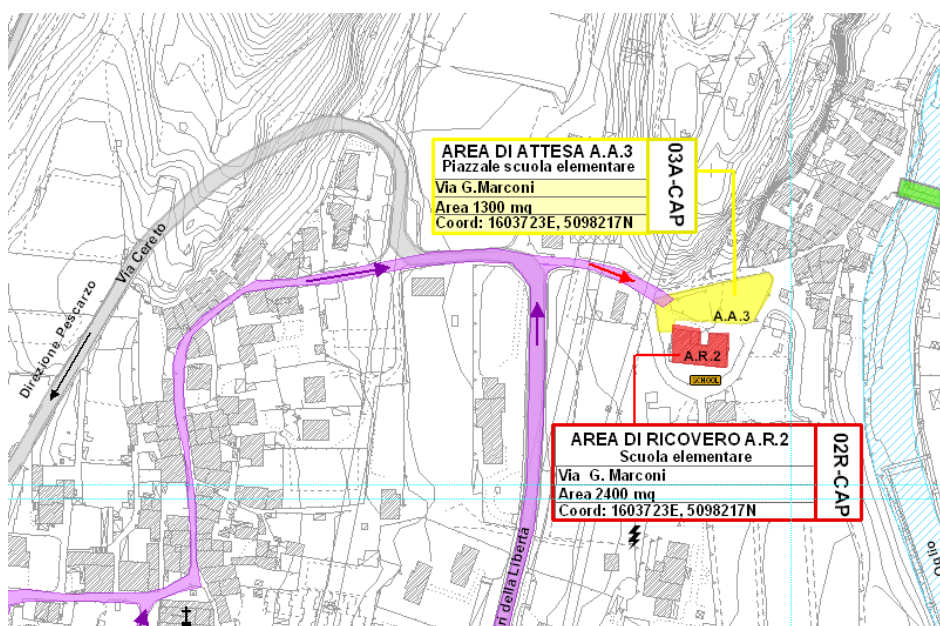 AREA DI ATTESA A.A.3
Piazzale scuola elementare
Via G.Marconi
Area 1300 mq
Coord: 1603723E, 5098217N
03A-CAP
Via Cereto
Direzione Pescarzo
A.A.3
A.R.2
SCHOOL
AREA DI RICOVERO A.R.2
Scuola elementare
Via G. Marconi
Area 2400 mq
Coord: 1603723E, 5098217N
02R-CAP
ri della Libertà
Oglio